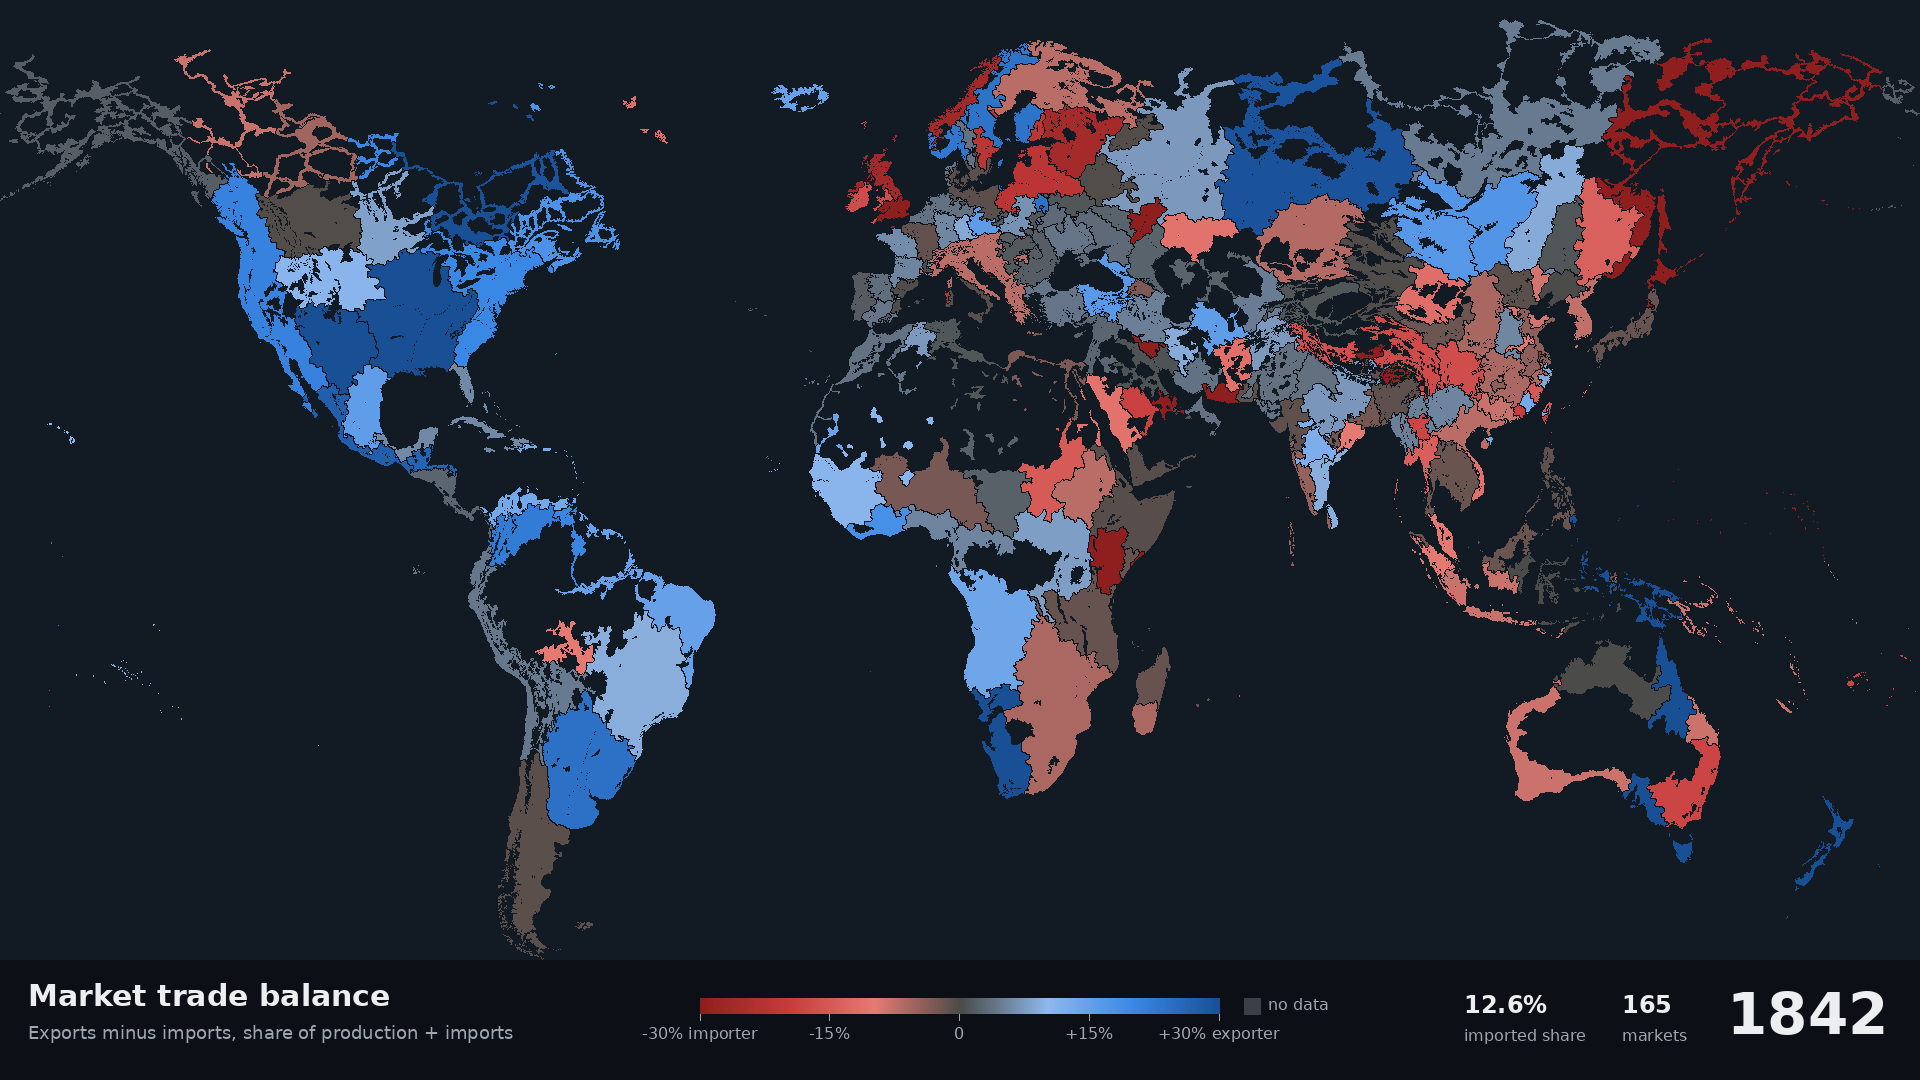 Market trade balance
Exports minus imports, share of production + imports
-30% importer -15% 0 +15% +30% exporter
no data
12.6%
imported share
165
markets
1842